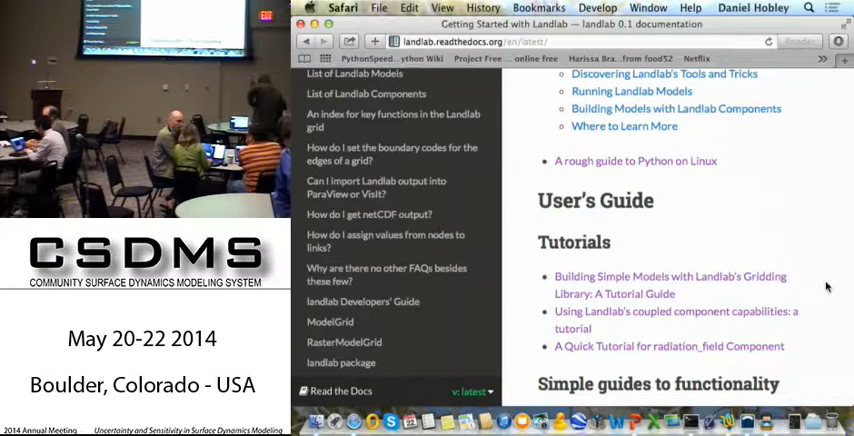 Safari File Edit View History Bookmarks Develop Window Help Daniel Hobley
Getting Started with Landlab — landlab 0.1 documentation
landlab.readthedocs.org/en/latest/
Reader
PythonSpeed...ython Wiki Project Free ... online free Harissa Bra...from food52 Netflix
List of Landlab Models
List of Landlab Components
An index for key functions in the Landlab
grid
How do I set the boundary codes for the
edges of a grid?
Can I import Landlab output into
ParaView or VisIt?
How do I get netCDF output?
How do I assign values from nodes to
links?
Why are there no other FAQs besides
these few?
landlab Developers' Guide
ModelGrid
RasterModelGrid
landlab package
Read the Docs
v: latest
Discovering Landlab's Tools and Tricks
Running Landlab Models
Building Models with Landlab Components
Where to Learn More
A rough guide to Python on Linux
User's Guide
Tutorials
Building Simple Models with Landlab's Gridding
Library: A Tutorial Guide
Using Landlab's coupled component capabilities: a
tutorial
A Quick Tutorial for radiation_field Component
Simple guides to functionality
CSDMS
COMMUNITY SURFACE DYNAMICS MODELING SYSTEM
May 20-22 2014
Boulder, Colorado - USA
2014 Annual Meeting Uncertainty and Sensitivity in Surface Dynamics Modeling